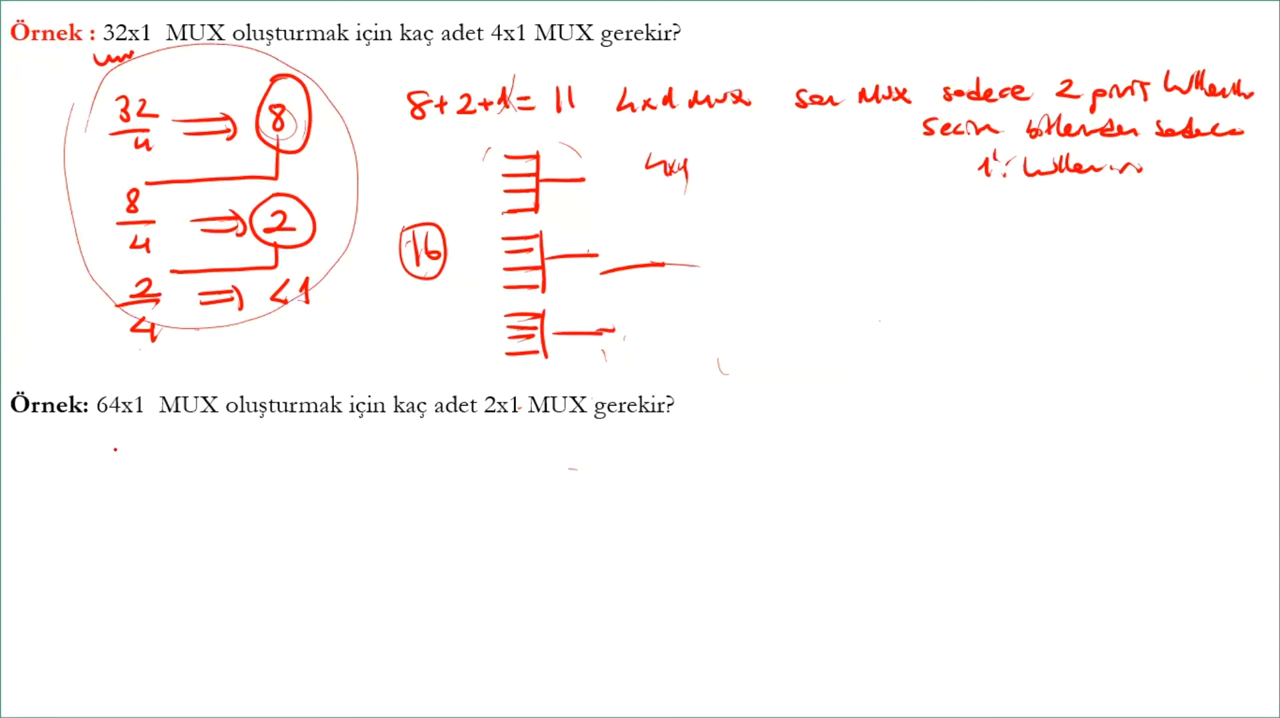 Örnek : 32x1 MUX oluşturmak için kaç adet 4x1 MUX gerekir?
32/4 ⇒ 8
8/4 ⇒ 2
2/4 ⇒ <1
8+2+1= 11 4x1 MUX son MUX sadece 2 giriş kullanılır
seçim bitlerinden sadece
1'i kullanılır
16
Örnek: 64x1 MUX oluşturmak için kaç adet 2x1 MUX gerekir?